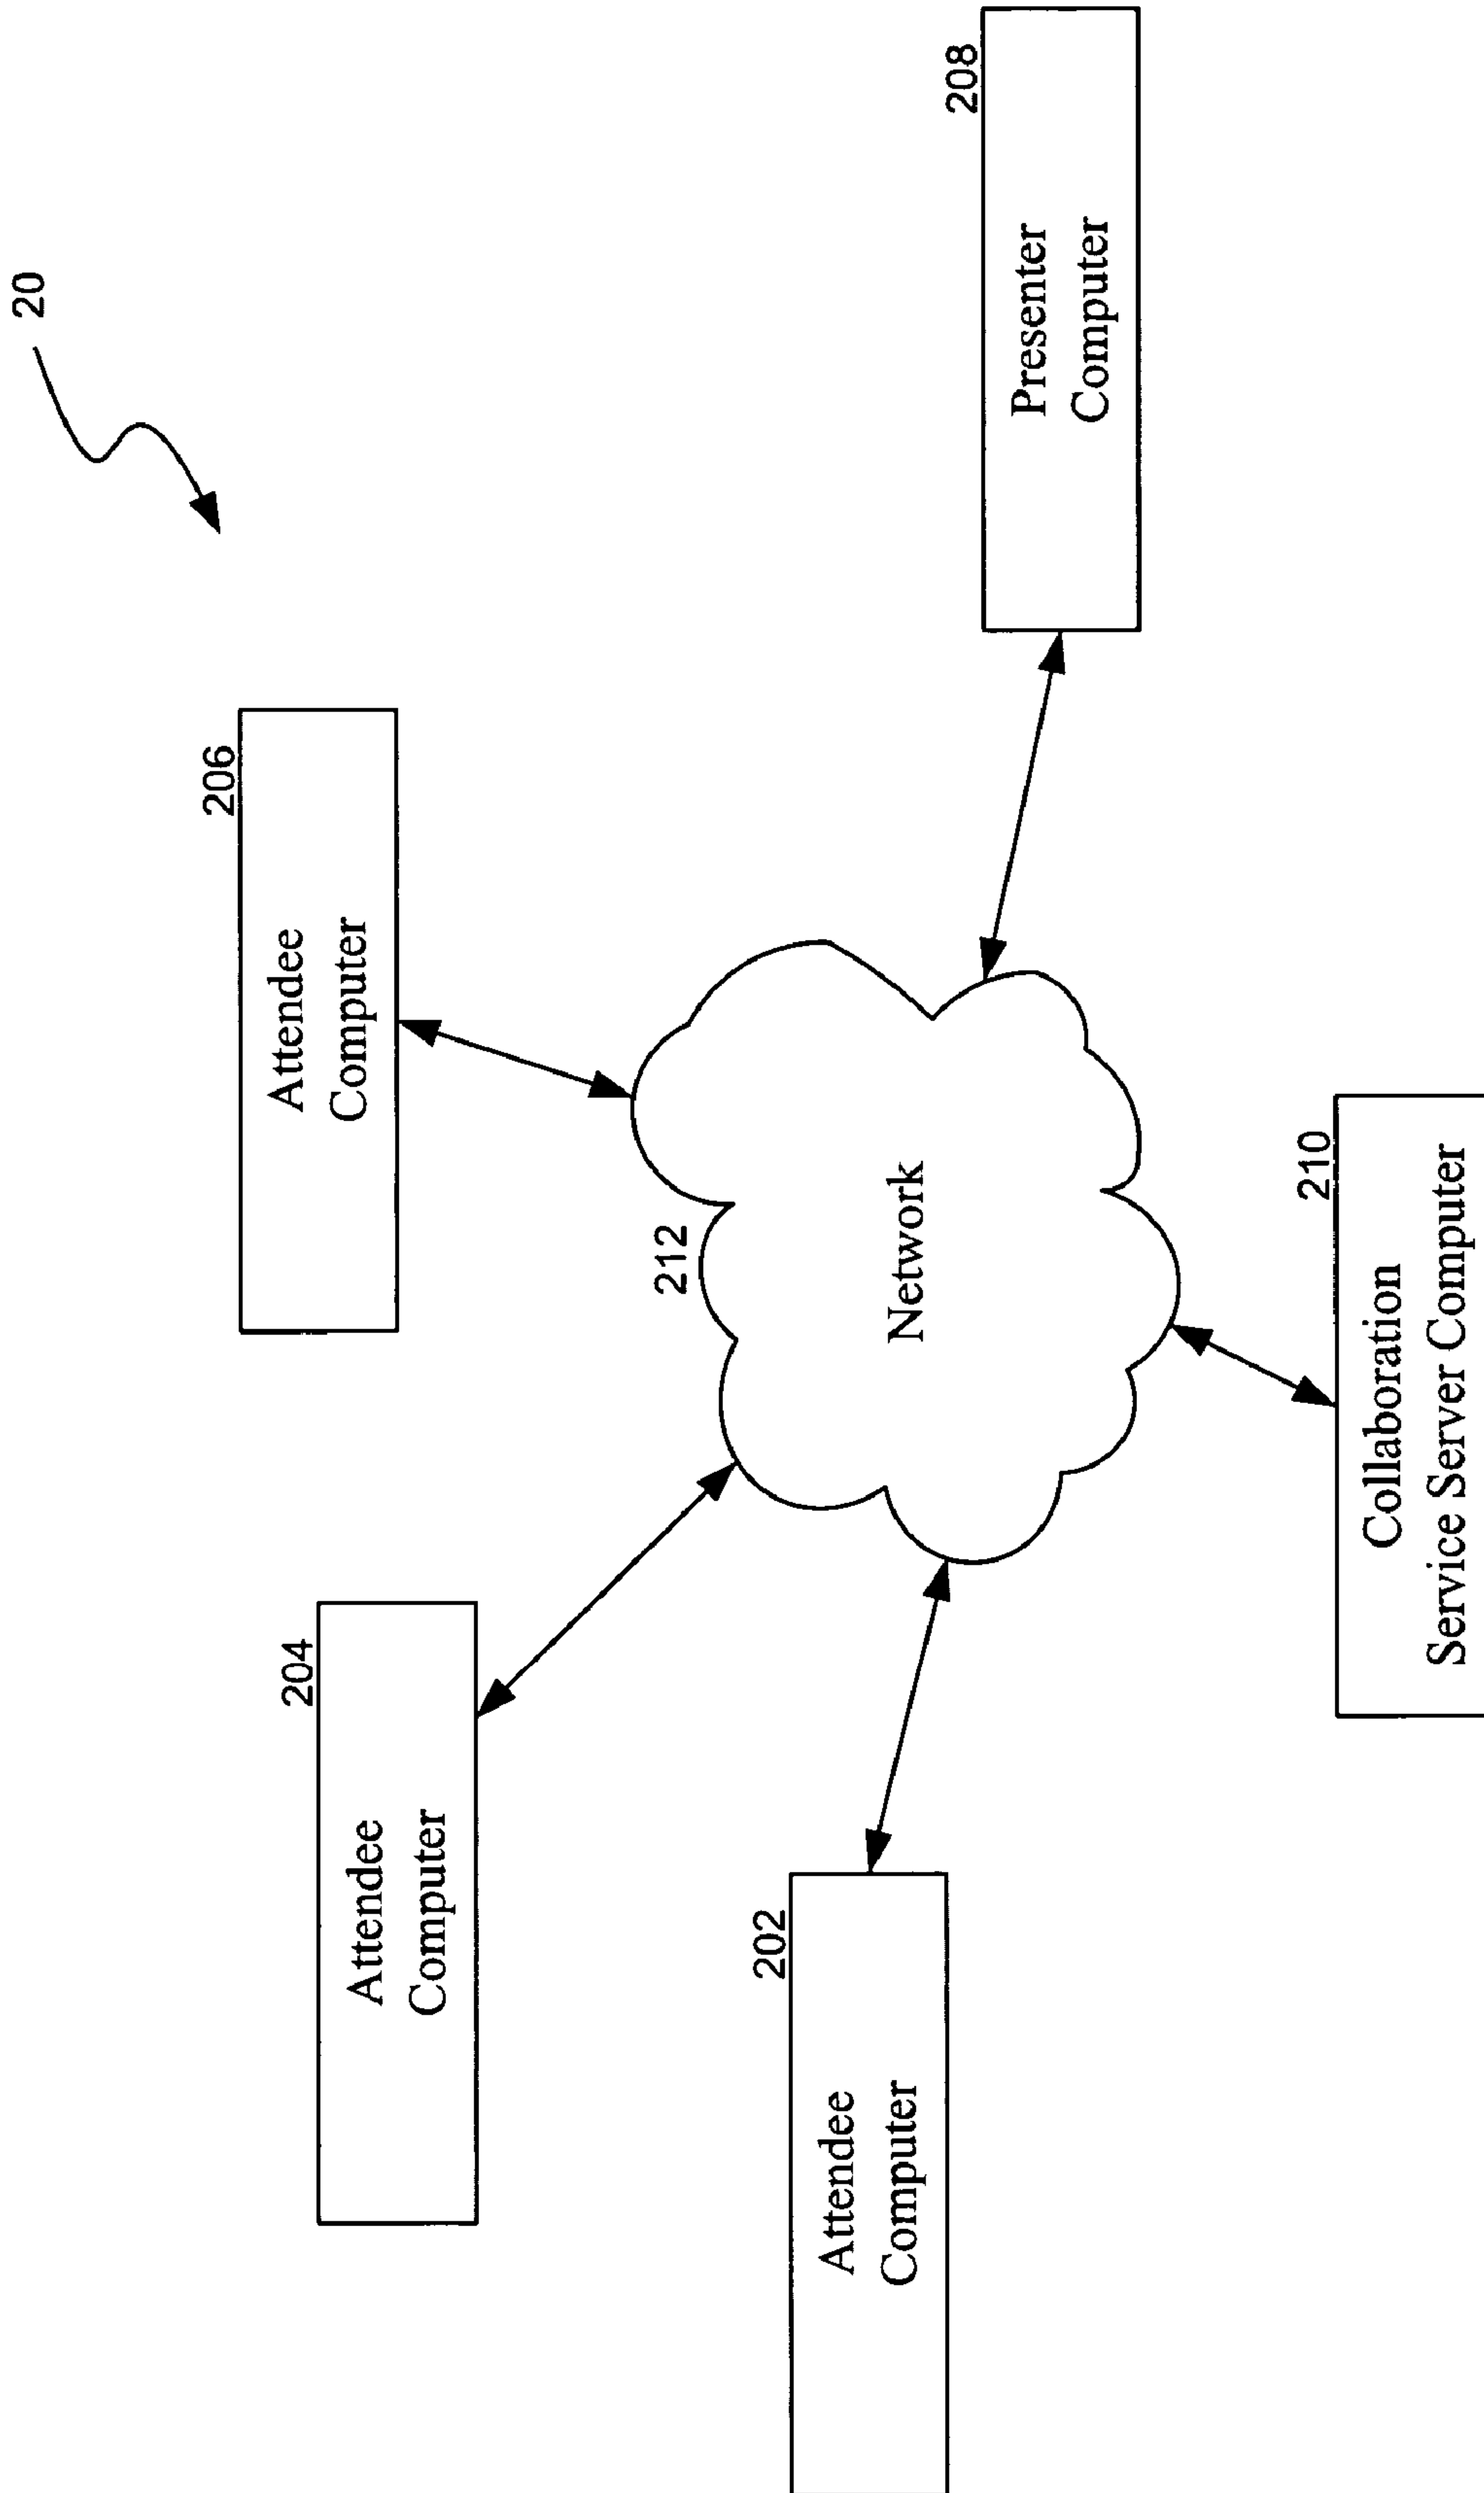 20
206
Attendee
Computer
204
Attendee
Computer
212
Network
202
Attendee
Computer
208
Presenter
Computer
210
Collaboration
Service Server Computer